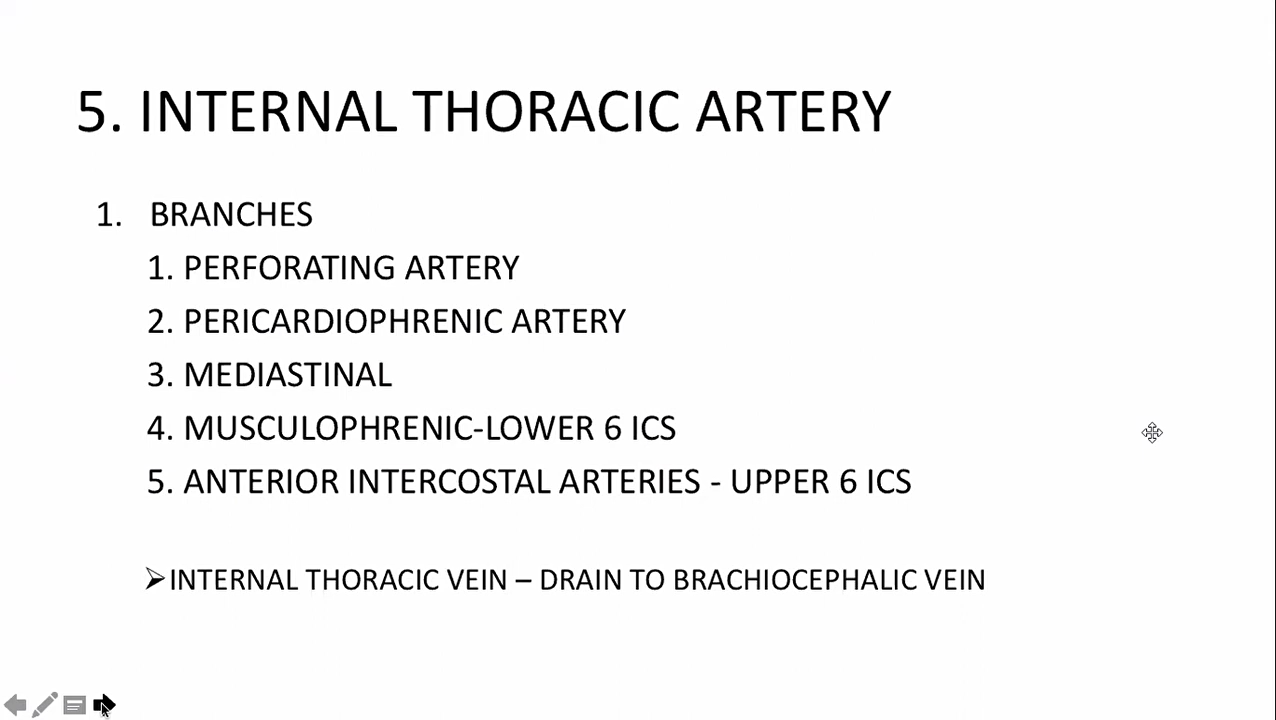 5. INTERNAL THORACIC ARTERY
1. BRANCHES
1. PERFORATING ARTERY
2. PERICARDIOPHRENIC ARTERY
3. MEDIASTINAL
4. MUSCULOPHRENIC-LOWER 6 ICS
5. ANTERIOR INTERCOSTAL ARTERIES - UPPER 6 ICS
➢INTERNAL THORACIC VEIN – DRAIN TO BRACHIOCEPHALIC VEIN